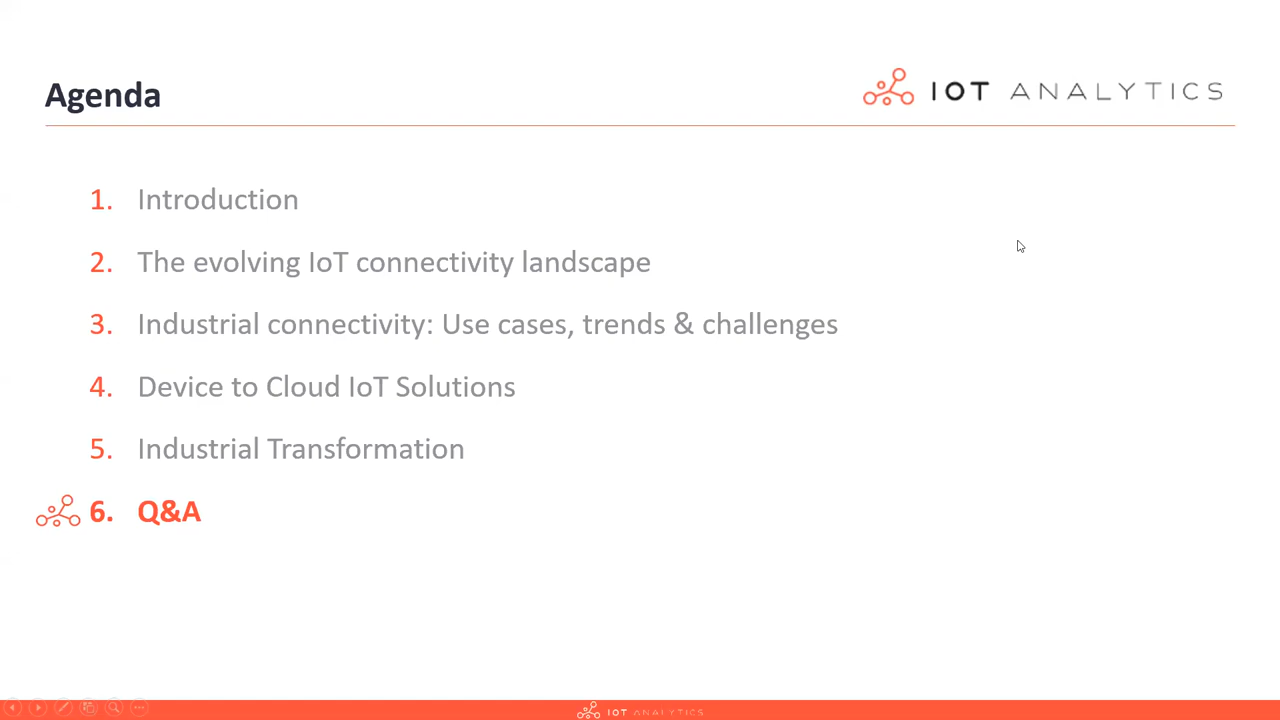 Agenda
IOT ANALYTICS
1. Introduction
2. The evolving IoT connectivity landscape
3. Industrial connectivity: Use cases, trends & challenges
4. Device to Cloud IoT Solutions
5. Industrial Transformation
6. Q&A
IOT ANALYTICS